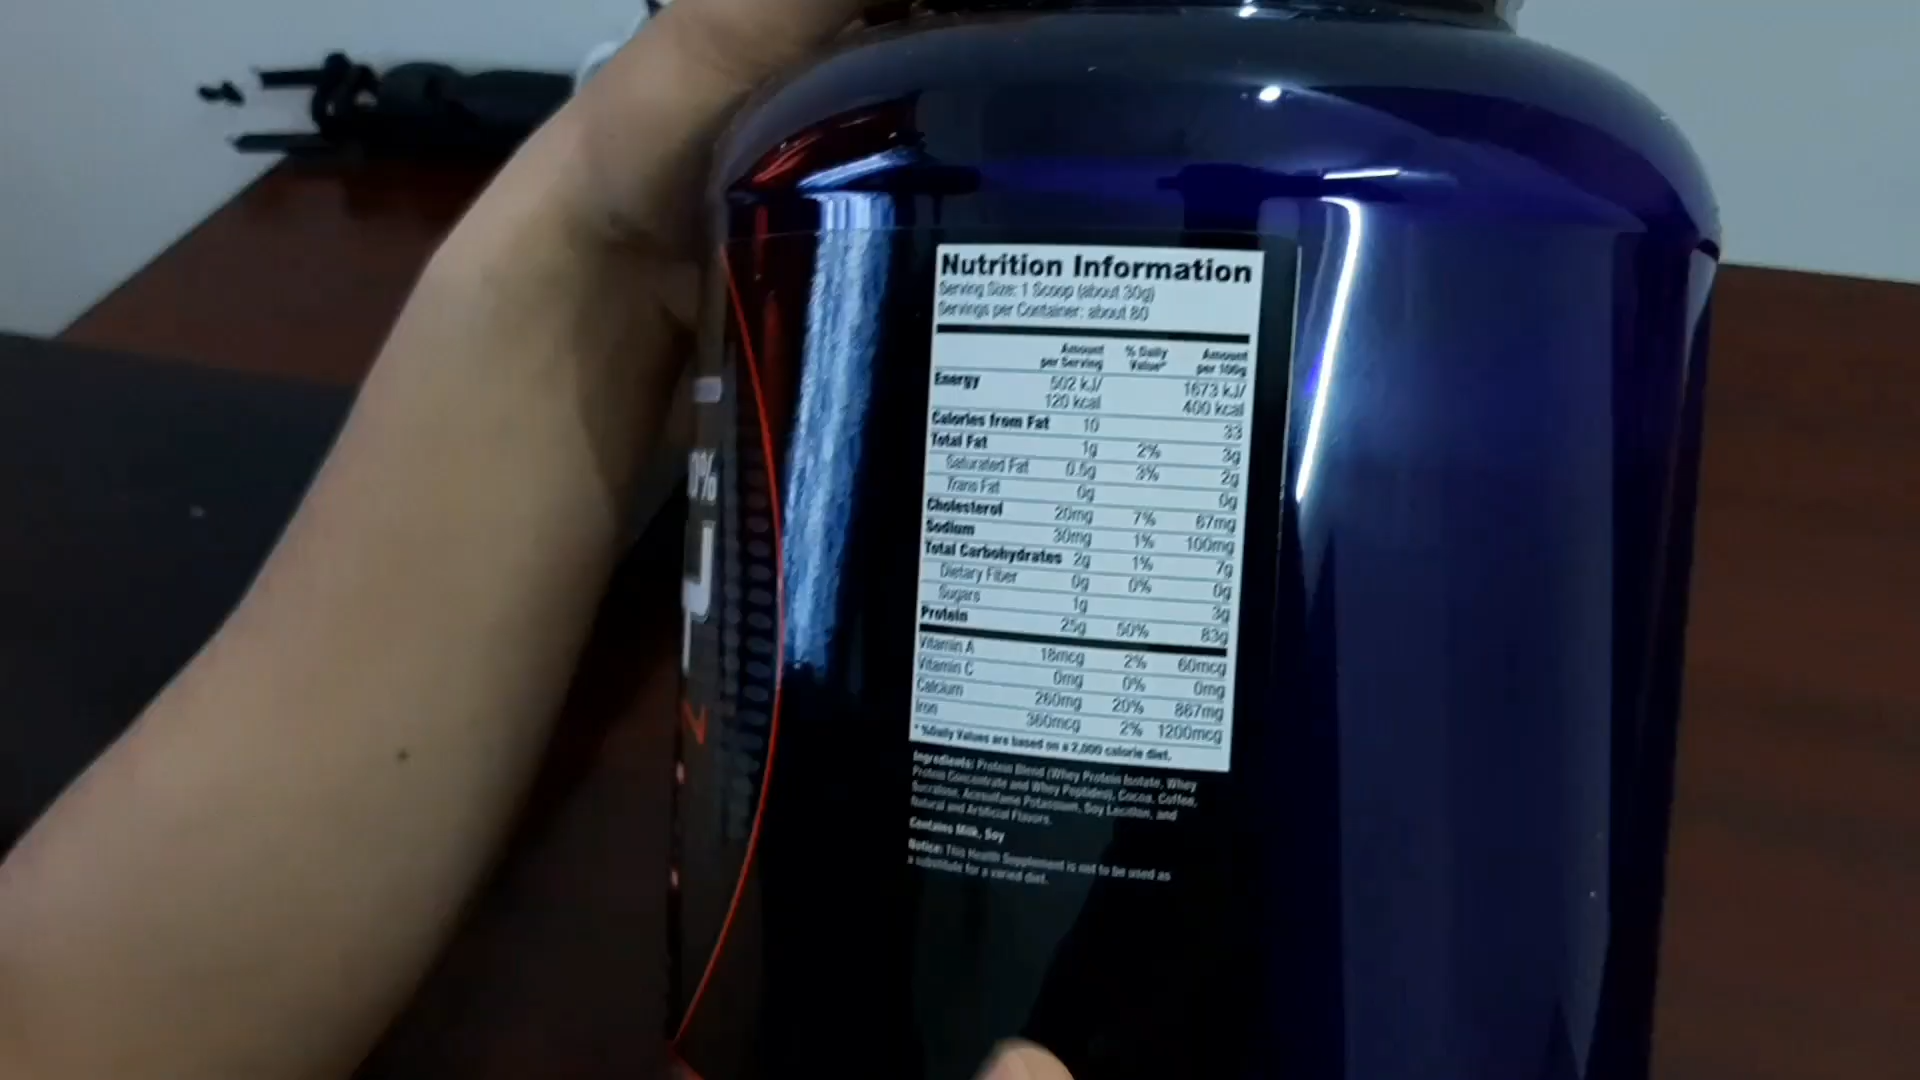 Nutrition Information
Serving Size: 1 Scoop (about 30g)
Servings per Container: about 80
Amount per Serving % Daily Value* Amount per 100g
Energy 502 kJ/ 120 kcal 1673 kJ/ 400 kcal
Calories from Fat 10 33
Total Fat 1g 2% 3g
Saturated Fat 0.5g 3% 2g
Trans Fat 0g 0g
Cholesterol 20mg 7% 67mg
Sodium 30mg 1% 100mg
Total Carbohydrates 2g 1% 7g
Dietary Fiber 0g 0% 0g
Sugars 1g 3g
Protein 25g 50% 83g
Vitamin A 18mcg 2% 60mcg
Vitamin C 0mg 0% 0mg
Calcium 260mg 20% 867mg
Iron 360mcg 2% 1200mcg
* %Daily Values are based on a 2,000 calorie diet.
Ingredients: Protein Blend (Whey Protein Isolate, Whey
Protein Concentrate and Whey Peptides), Cocoa, Coffee,
Sucralose, Acesulfame Potassium, Soy Lecithin, and
Natural and Artificial Flavors.
Contains Milk, Soy
Notice: This Health Supplement is not to be used as
a substitute for a varied diet.